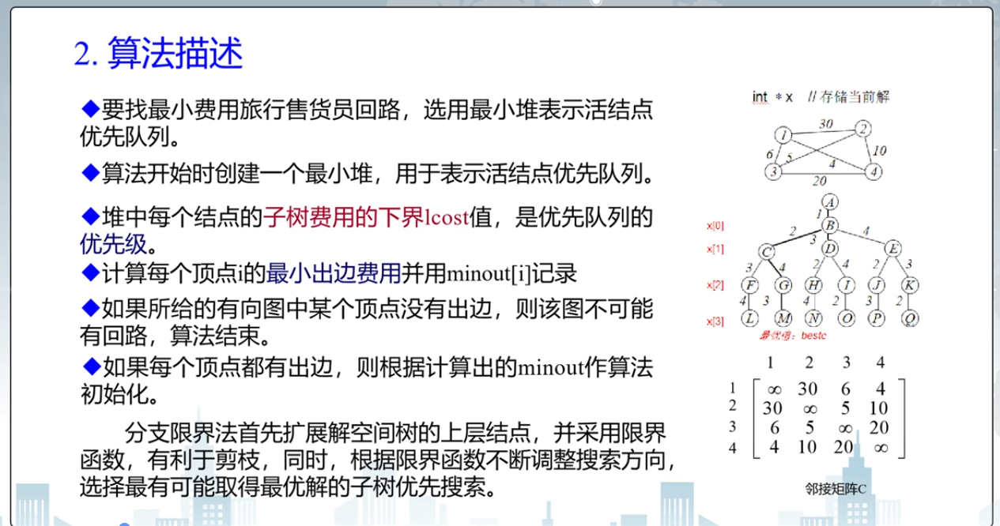 2. 算法描述
◆要找最小费用旅行售货员回路，选用最小堆表示活结点
优先队列。
◆算法开始时创建一个最小堆，用于表示活结点优先队列。
◆堆中每个结点的子树费用的下界lcost值，是优先队列的
优先级。
◆计算每个顶点i的最小出边费用并用minout[i]记录
◆如果所给的有向图中某个顶点没有出边，则该图不可能
有回路，算法结束。
◆如果每个顶点都有出边，则根据计算出的minout作算法
初始化。
分支限界法首先扩展解空间树的上层结点，并采用限界
函数，有利于剪枝，同时，根据限界函数不断调整搜索方向，
选择最有可能取得最优解的子树优先搜索。
int * x //存储当前解
30
1 2
6 5 4 10
3 4
20
A
1
x[0] B
2 3 4
x[1] C D E
3 4 2 4 2 3
x[2] F G H I J K
4 3 4 2 3 2
x[3] L M N O P Q
最优值：bestc
1 2 3 4
1 ∞ 30 6 4
2 30 ∞ 5 10
3 6 5 ∞ 20
4 4 10 20 ∞
邻接矩阵C